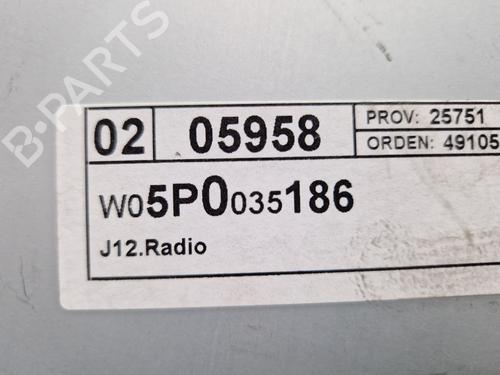 B-PARTS
02 05958 PROV: 25751
ORDEN: 49105
W05P0035186
J12.Radio